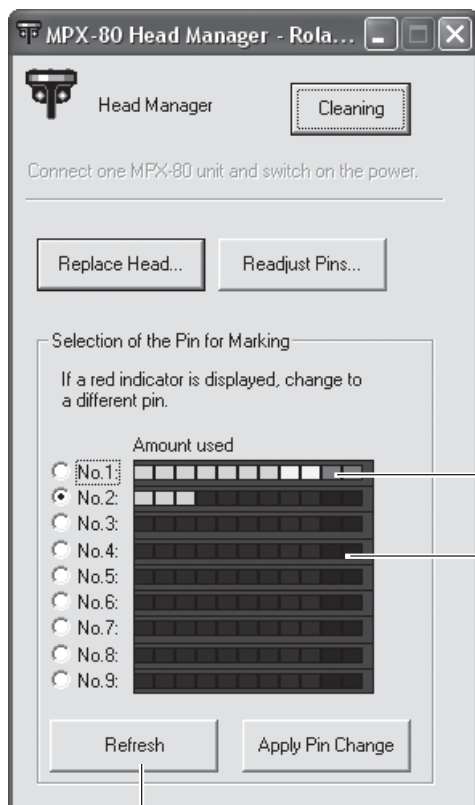 MPX-80 Head Manager - Rola...
Head Manager
Cleaning
Connect one MPX-80 unit and switch on the power.
Replace Head...
Readjust Pins...
Selection of the Pin for Marking
If a red indicator is displayed, change to
a different pin.
Amount used
No.1:
No.2:
No.3:
No.4:
No.5:
No.6:
No.7:
No.8:
No.9:
Refresh
Apply Pin Change